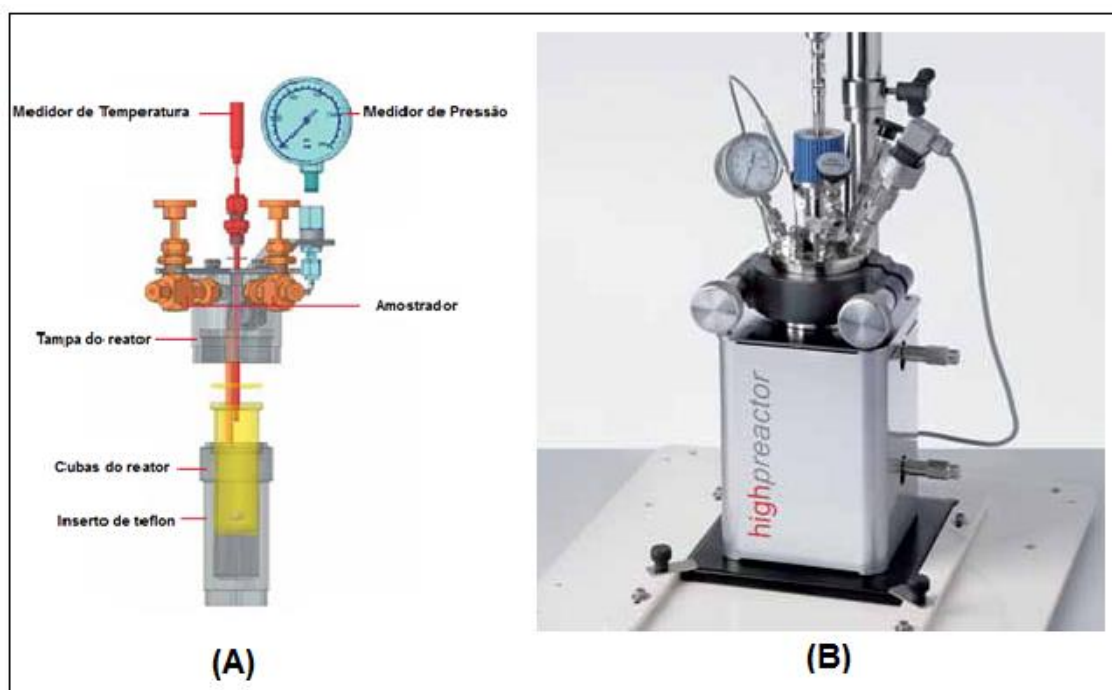 Medidor de Temperatura
Medidor de Pressão
Amostrador
Tampa do reator
Cubas do reator
Inserto de teflon
highpreactor
(A)
(B)